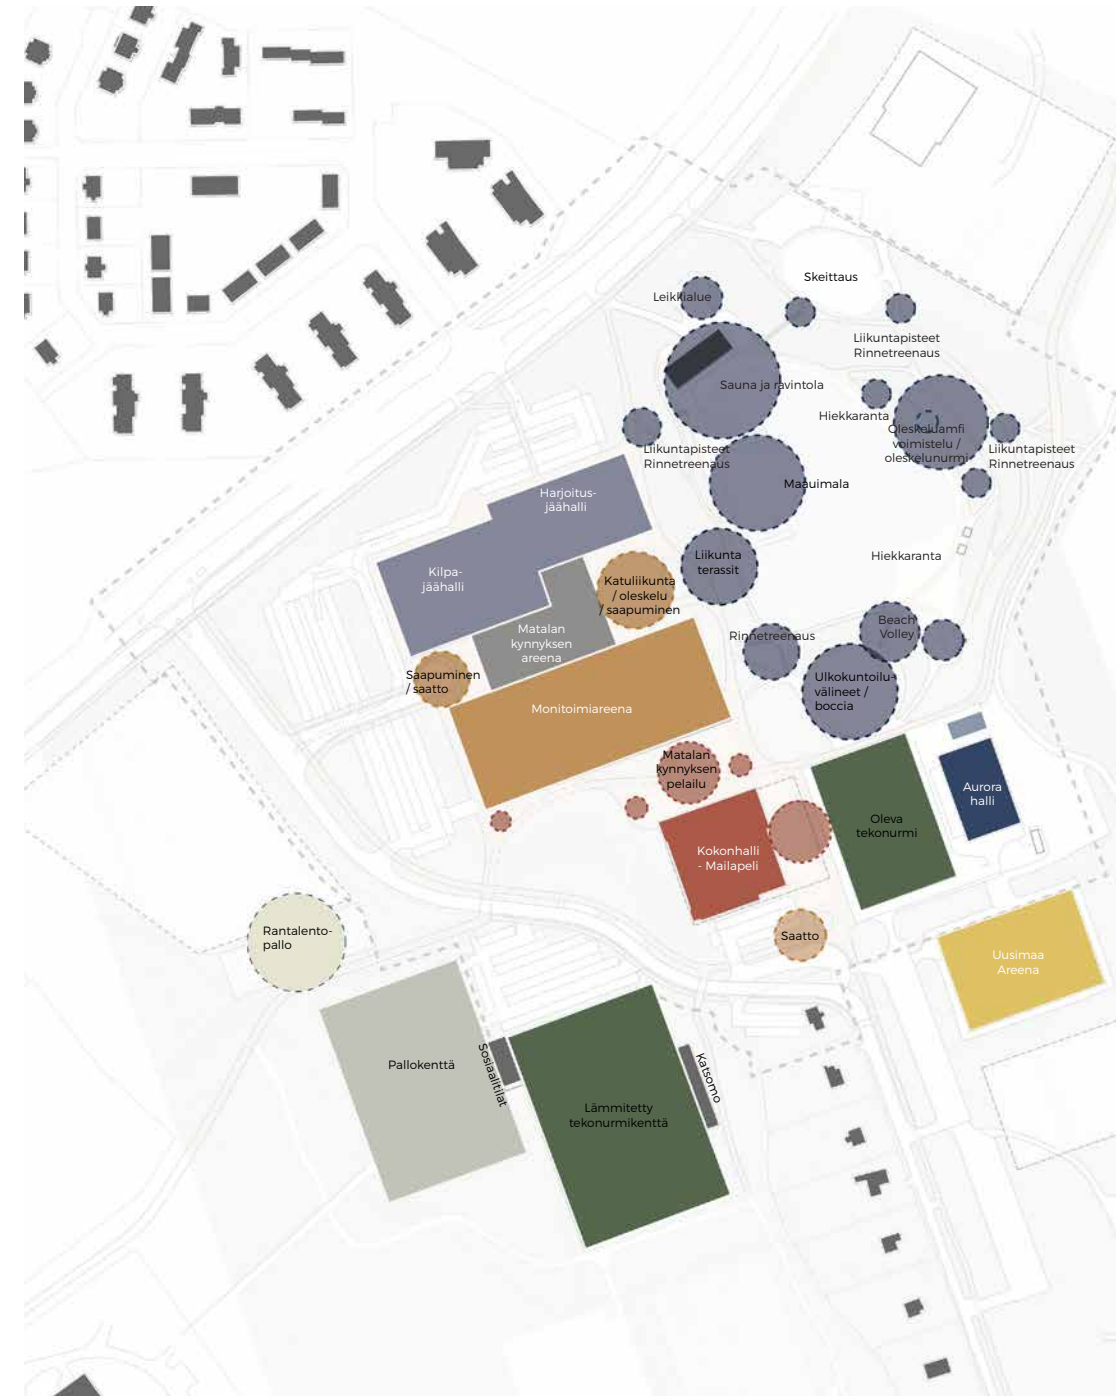 Skeittaus
Leikkialue
Liikuntapisteet
Rinnetreenaus
Sauna ja ravintola
Hiekkaranta
Oleskeluamfi
voimistelu /
oleskelunurmi
Liikuntapisteet
Rinnetreenaus
Liikuntapisteet
Rinnetreenaus
Maauimala
Harjoitus-
jäähalli
Kilpa-
jäähalli
Liikunta
terassit
Hiekkaranta
Katuliikunta
/ oleskelu
/ saapuminen
Matalan
kynnyksen
areena
Rinnetreenaus
Beach
Volley
Saapuminen
/ saatto
Ulkokuntoilu-
välineet /
boccia
Monitoimiareena
Matalan
kynnyksen
pelailu
Aurora
halli
Oleva
tekonurmi
Kokonhalli
- Mailapeli
Rantalento-
pallo
Saatto
Uusimaa
Areena
Pallokenttä
Sosiaalitilat
Katsomo
Lämmitetty
tekonurmikenttä